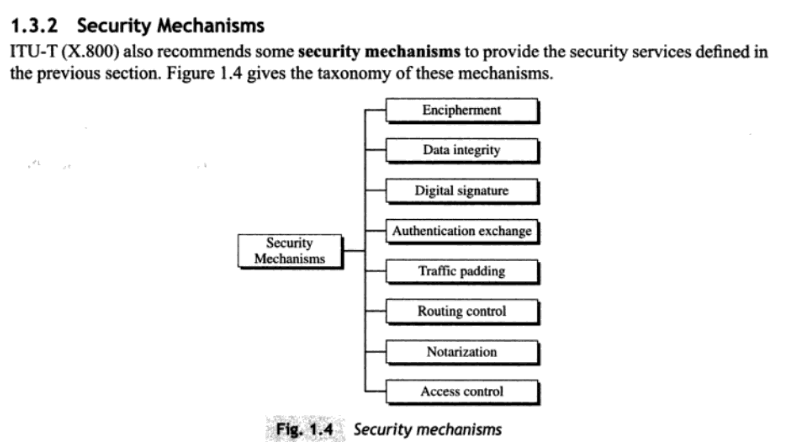 1.3.2 Security Mechanisms
ITU-T (X.800) also recommends some security mechanisms to provide the security services defined in
the previous section. Figure 1.4 gives the taxonomy of these mechanisms.
Encipherment
Data integrity
Digital signature
Authentication exchange
Security
Mechanisms
Traffic padding
Routing control
Notarization
Access control
Fig. 1.4 Security mechanisms